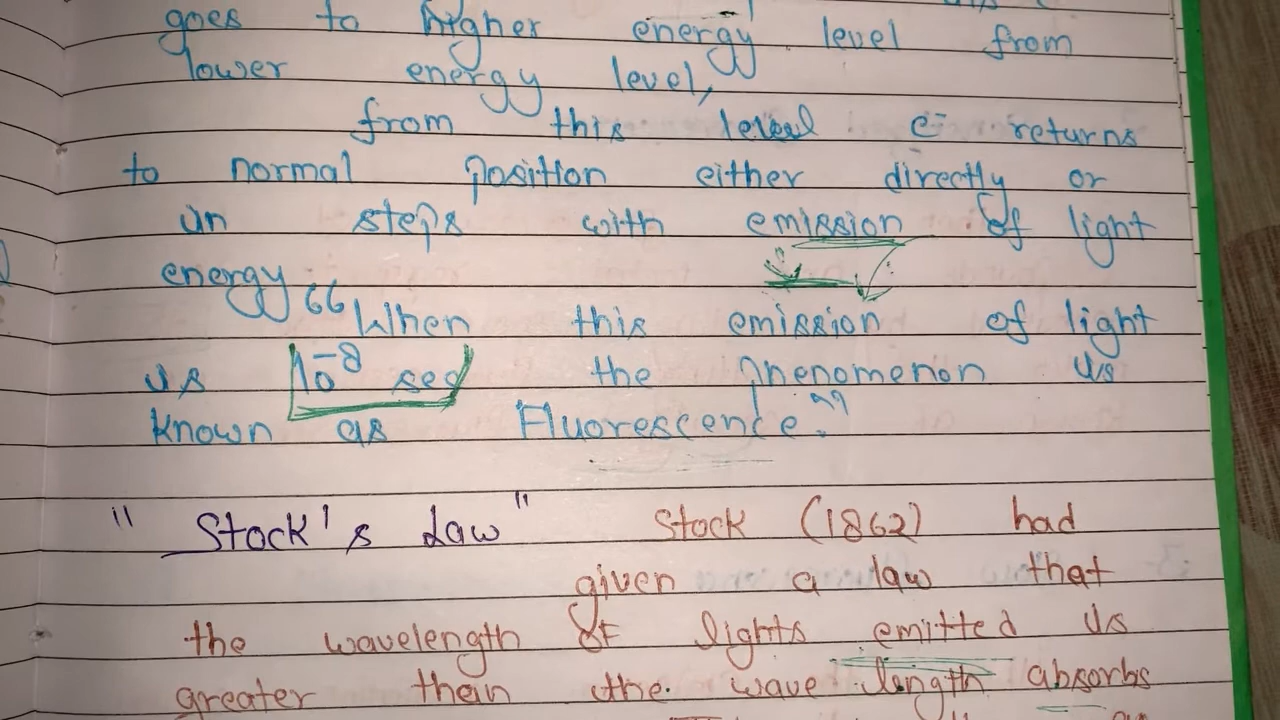 goes to higher energy level from
lower energy level,
from this level e⁻ returns
to normal position either directly or
in steps with emission of light
energy "When this emission of light
is 10⁻⁸ sec the phenomenon is
known as Fluorescence."
"Stock's Law" Stock (1862) had
given a law that
the wavelength of lights emitted is
greater than the wave length absorbs